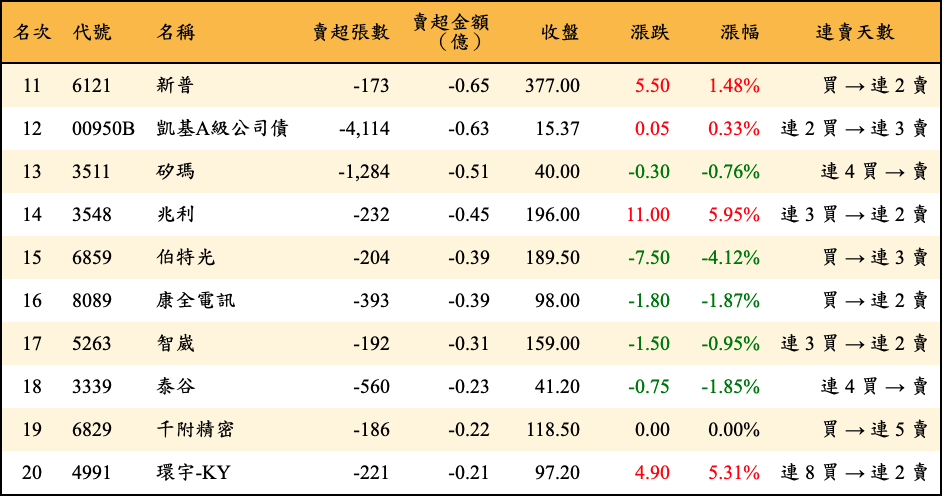 名次 代號 名稱 賣超張數 賣超金額（億） 收盤 漲跌 漲幅 連賣天數
11 6121 新普 -173 -0.65 377.00 5.50 1.48% 買 → 連 2 賣
12 00950B 凱基A級公司債 -4,114 -0.63 15.37 0.05 0.33% 連 2 買 → 連 3 賣
13 3511 矽瑪 -1,284 -0.51 40.00 -0.30 -0.76% 連 4 買 → 賣
14 3548 兆利 -232 -0.45 196.00 11.00 5.95% 連 3 買 → 連 2 賣
15 6859 伯特光 -204 -0.39 189.50 -7.50 -4.12% 買 → 連 3 賣
16 8089 康全電訊 -393 -0.39 98.00 -1.80 -1.87% 買 → 連 2 賣
17 5263 智崴 -192 -0.31 159.00 -1.50 -0.95% 連 3 買 → 連 2 賣
18 3339 泰谷 -560 -0.23 41.20 -0.75 -1.85% 連 4 買 → 賣
19 6829 千附精密 -186 -0.22 118.50 0.00 0.00% 買 → 連 5 賣
20 4991 環宇-KY -221 -0.21 97.20 4.90 5.31% 連 8 買 → 連 2 賣